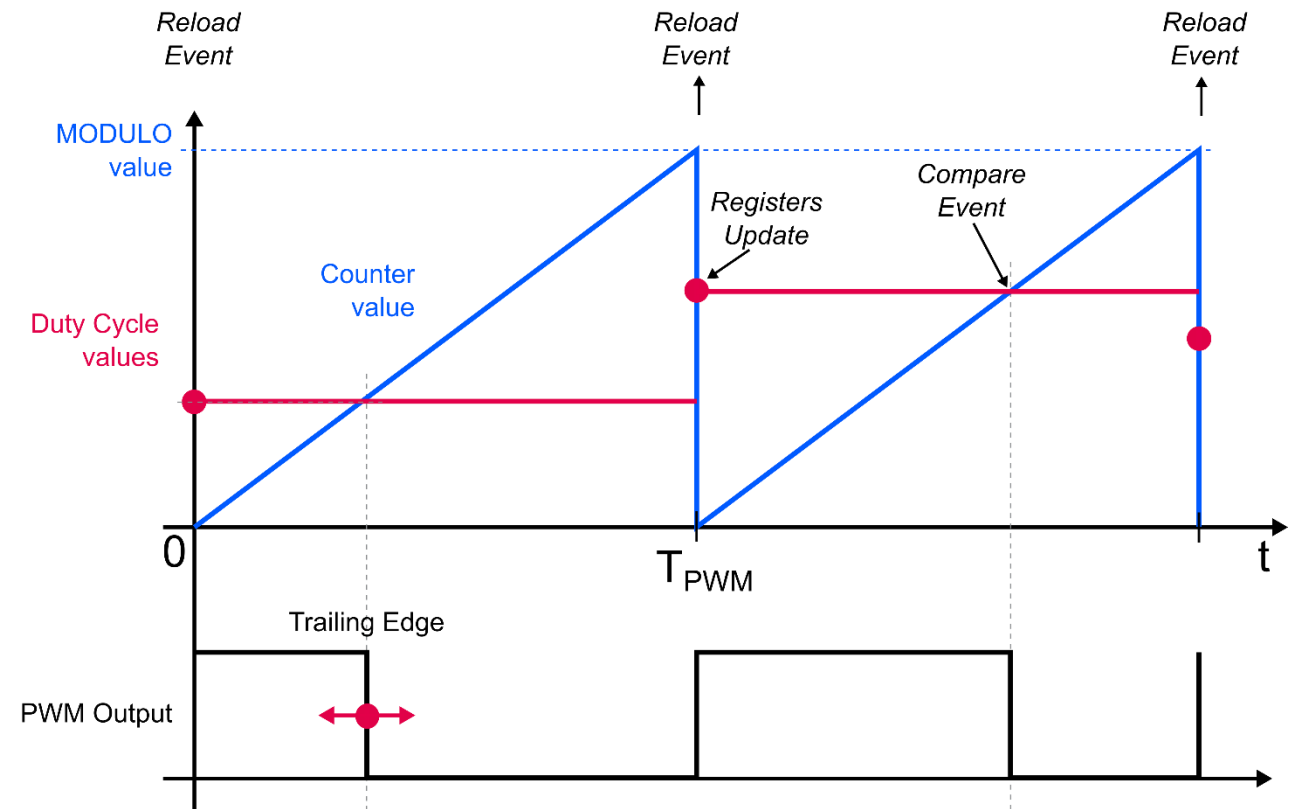 Reload
Event
Reload
Event
Reload
Event
MODULO
value
Compare
Event
Registers
Update
Counter
value
Duty Cycle
values
0
T PWM
t
Trailing Edge
PWM Output